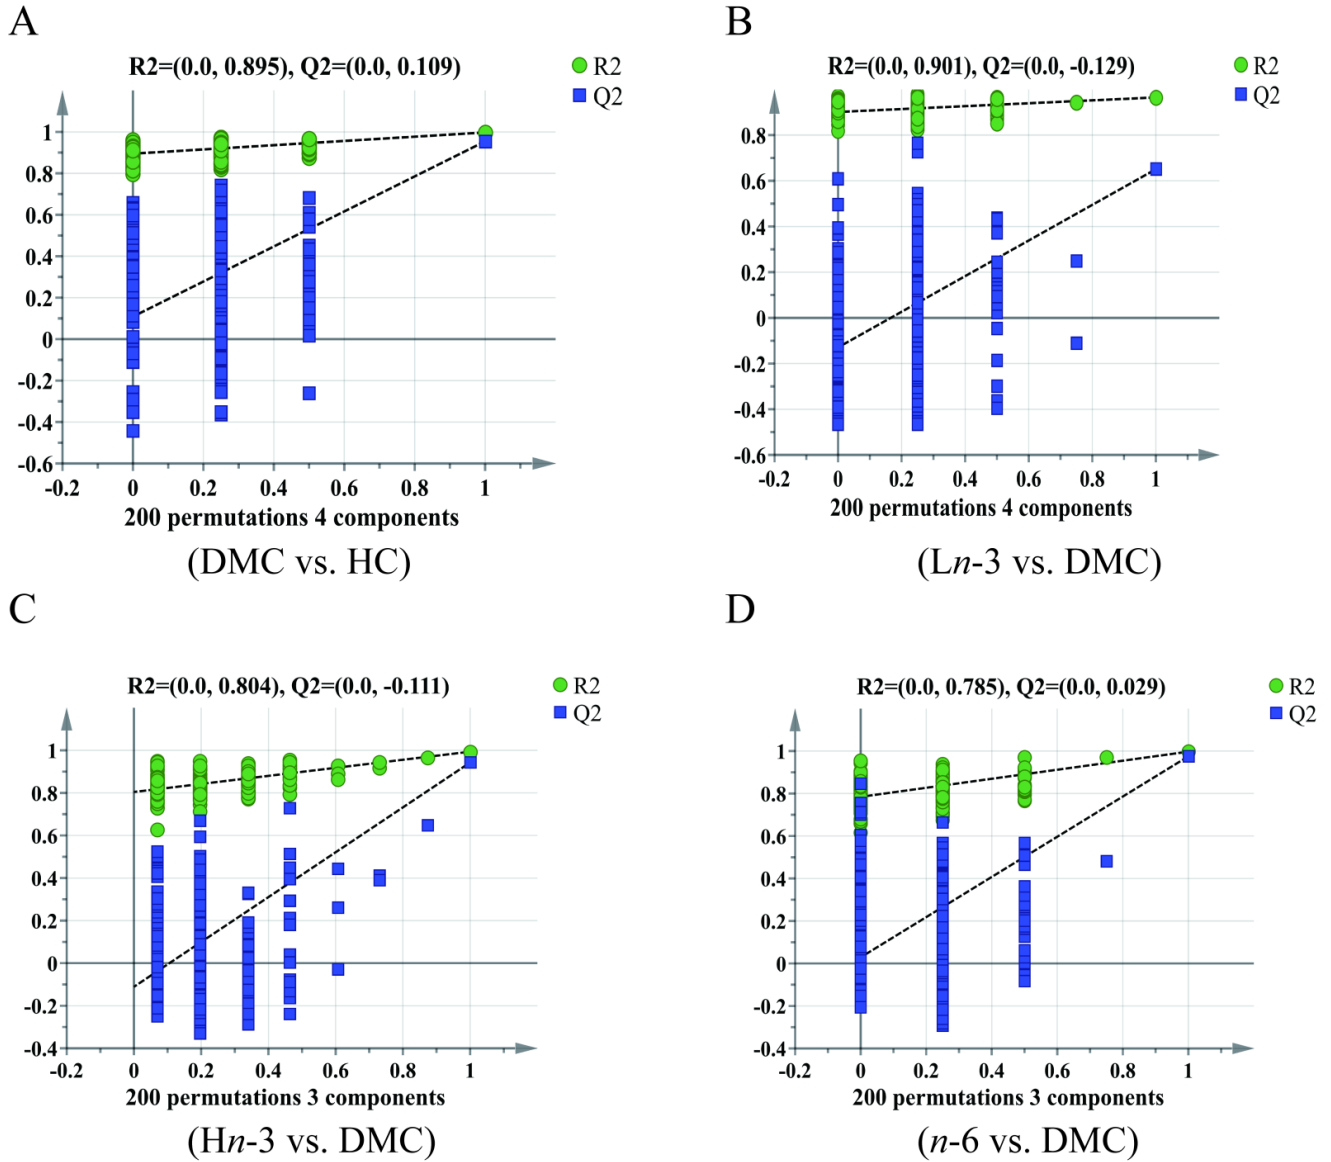 A
R2=(0.0, 0.895), Q2=(0.0, 0.109)
R2
Q2
1
0.8
0.6
0.4
0.2
0
-0.2
-0.4
-0.6
-0.2 0 0.2 0.4 0.6 0.8 1
200 permutations 4 components
(DMC vs. HC)
B
R2=(0.0, 0.901), Q2=(0.0, -0.129)
R2
Q2
0.8
0.6
0.4
0.2
0
-0.2
-0.4
-0.6
-0.2 0 0.2 0.4 0.6 0.8 1
200 permutations 4 components
(Ln-3 vs. DMC)
C
R2=(0.0, 0.804), Q2=(0.0, -0.111)
R2
Q2
1
0.8
0.6
0.4
0.2
0
-0.2
-0.4
-0.2 0 0.2 0.4 0.6 0.8 1
200 permutations 3 components
(Hn-3 vs. DMC)
D
R2=(0.0, 0.785), Q2=(0.0, 0.029)
R2
Q2
1
0.8
0.6
0.4
0.2
0
-0.2
-0.4
-0.2 0 0.2 0.4 0.6 0.8 1
200 permutations 3 components
(n-6 vs. DMC)